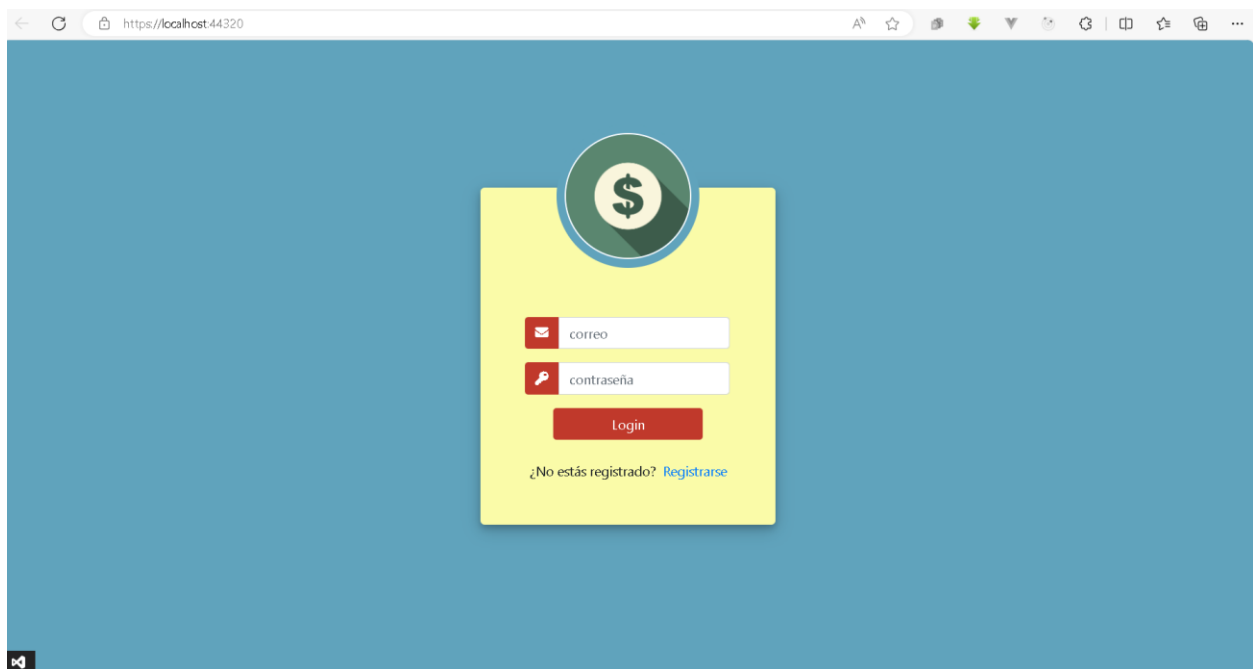 https://localhost:44320
$
correo
contraseña
Login
¿No estás registrado? Registrarse